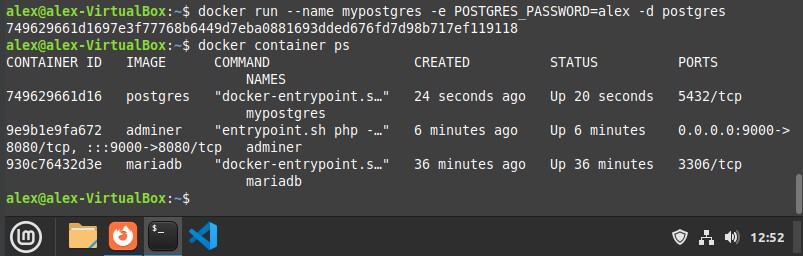 alex@alex-VirtualBox:~$ docker run --name mypostgres -e POSTGRES_PASSWORD=alex -d postgres
749629661d1697e3f77768b6449d7eba0881693dded676fd7d98b717ef119118
alex@alex-VirtualBox:~$ docker container ps
CONTAINER ID   IMAGE      COMMAND                  CREATED          STATUS          PORTS
                              NAMES
749629661d16   postgres   "docker-entrypoint.s…"   24 seconds ago   Up 20 seconds   5432/tcp
                              mypostgres
9e9b1e9fa672   adminer    "entrypoint.sh php -…"   6 minutes ago    Up 6 minutes    0.0.0.0:9000->
8080/tcp, :::9000->8080/tcp   adminer
930c76432d3e   mariadb    "docker-entrypoint.s…"   36 minutes ago   Up 36 minutes   3306/tcp
                              mariadb
alex@alex-VirtualBox:~$
12:52